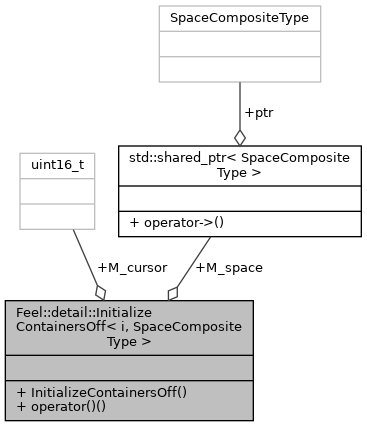 SpaceCompositeType
+ptr
uint16_t
std::shared_ptr< SpaceComposite
Type >
+ operator->()
+M_cursor
+M_space
Feel::detail::Initialize
ContainersOff< i, SpaceComposite
Type >
+ InitializeContainersOff()
+ operator()()